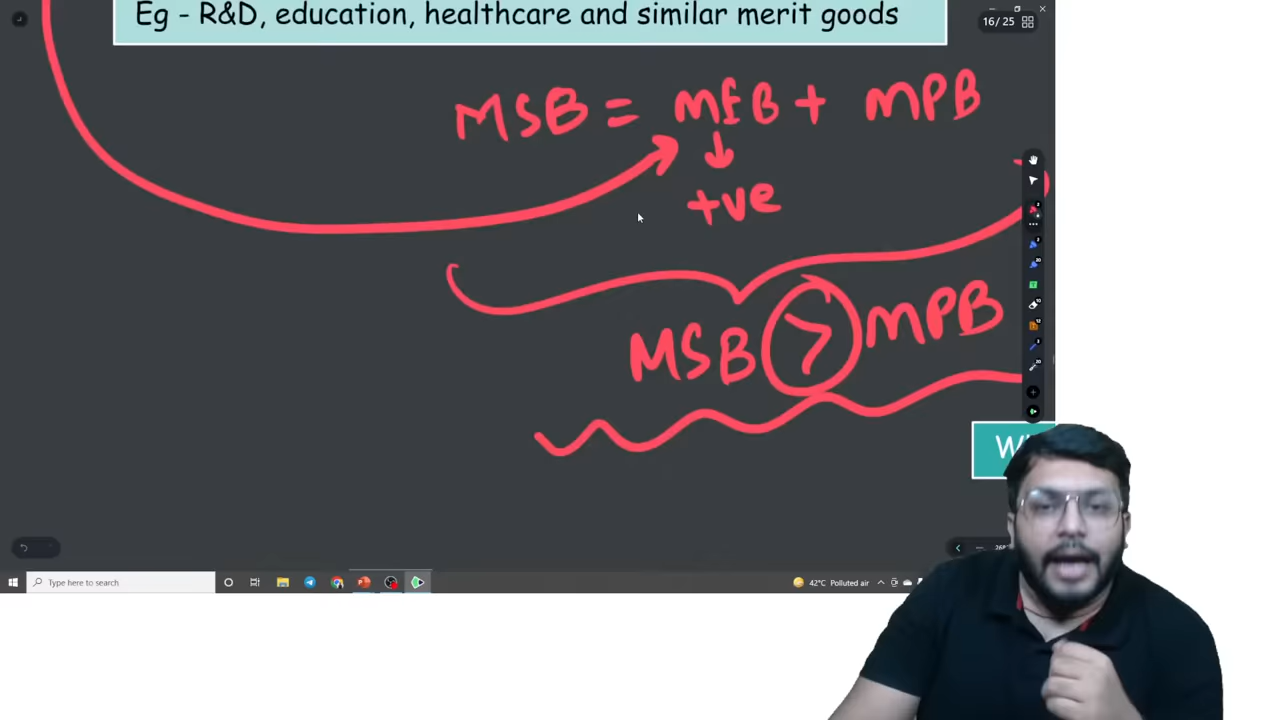 Eg - R&D, education, healthcare and similar merit goods
16/25
MSB = MEB + MPB
+ve
MSB > MPB
W
Type here to search
42°C Polluted air